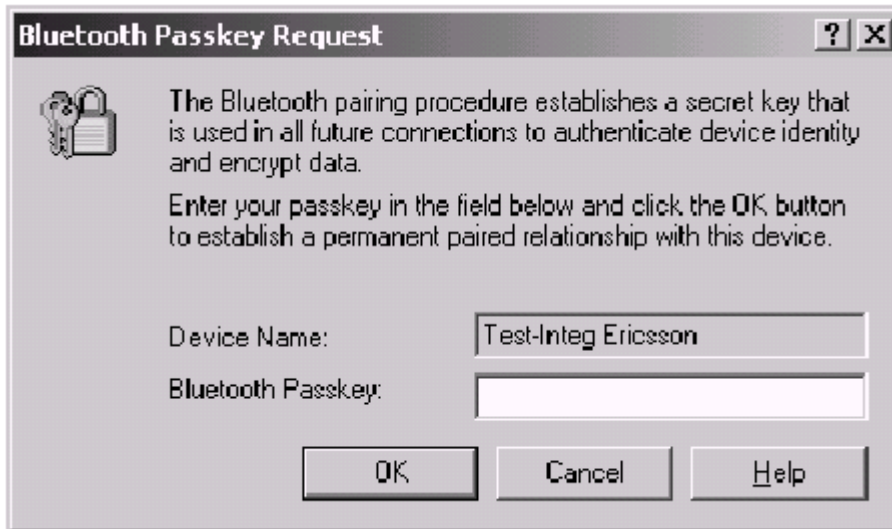 Bluetooth Passkey Request
The Bluetooth pairing procedure establishes a secret key that
is used in all future connections to authenticate device identity
and encrypt data.
Enter your passkey in the field below and click the OK button
to establish a permanent paired relationship with this device.
Device Name: Test-Integ Ericsson
Bluetooth Passkey:
OK Cancel Help